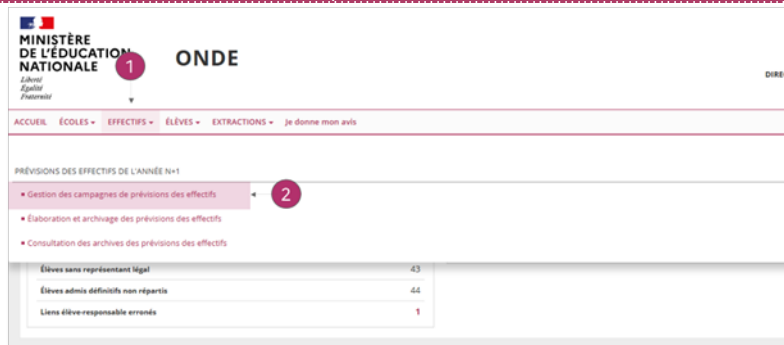 MINISTÈRE
DE L'ÉDUCATION
NATIONALE
Liberté
Égalité
Fraternité
ONDE
1
DIRE
ACCUEIL ÉCOLES EFFECTIFS ÉLÈVES EXTRACTIONS Je donne mon avis
PRÉVISIONS DES EFFECTIFS DE L'ANNÉE N+1
Gestion des campagnes de prévisions des effectifs
2
Élaboration et archivage des prévisions des effectifs
Consultation des archives des prévisions des effectifs
Élèves sans représentant légal 43
Élèves admis définitifs non répartis 44
Liens élève-responsable erronés 1